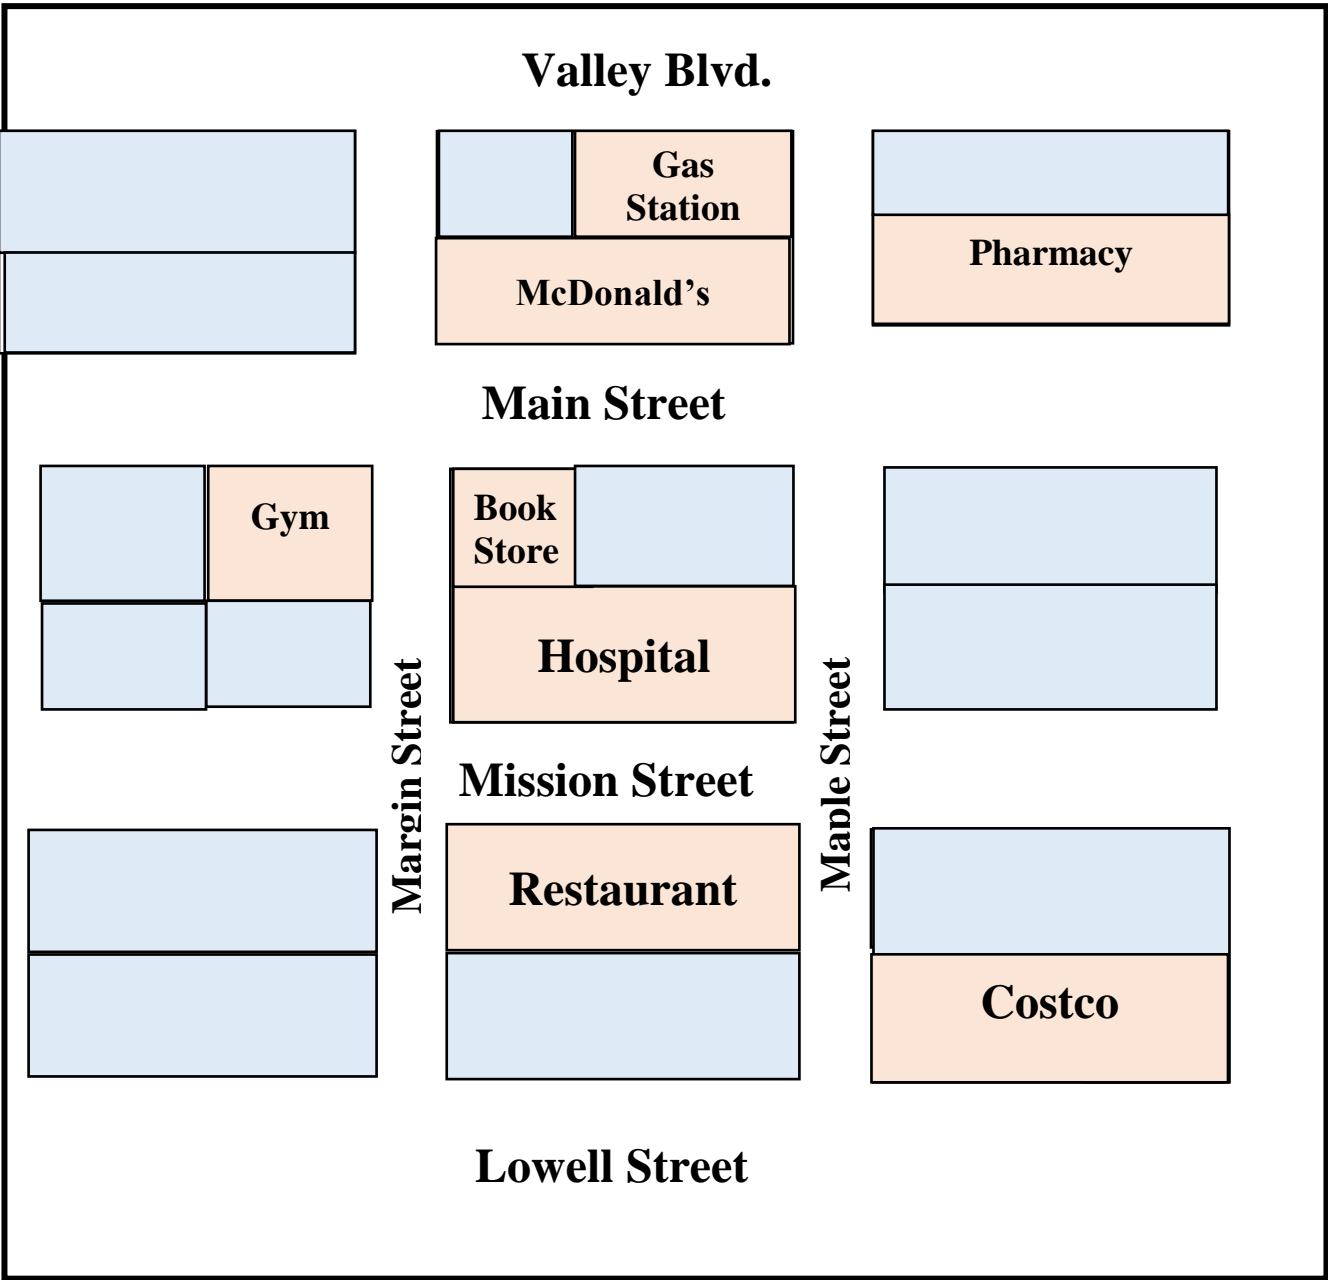 Valley Blvd.
Gas
Station
Pharmacy
McDonald’s
Main Street
Gym
Book
Store
Hospital
Margin Street
Mission Street
Maple Street
Restaurant
Costco
Lowell Street